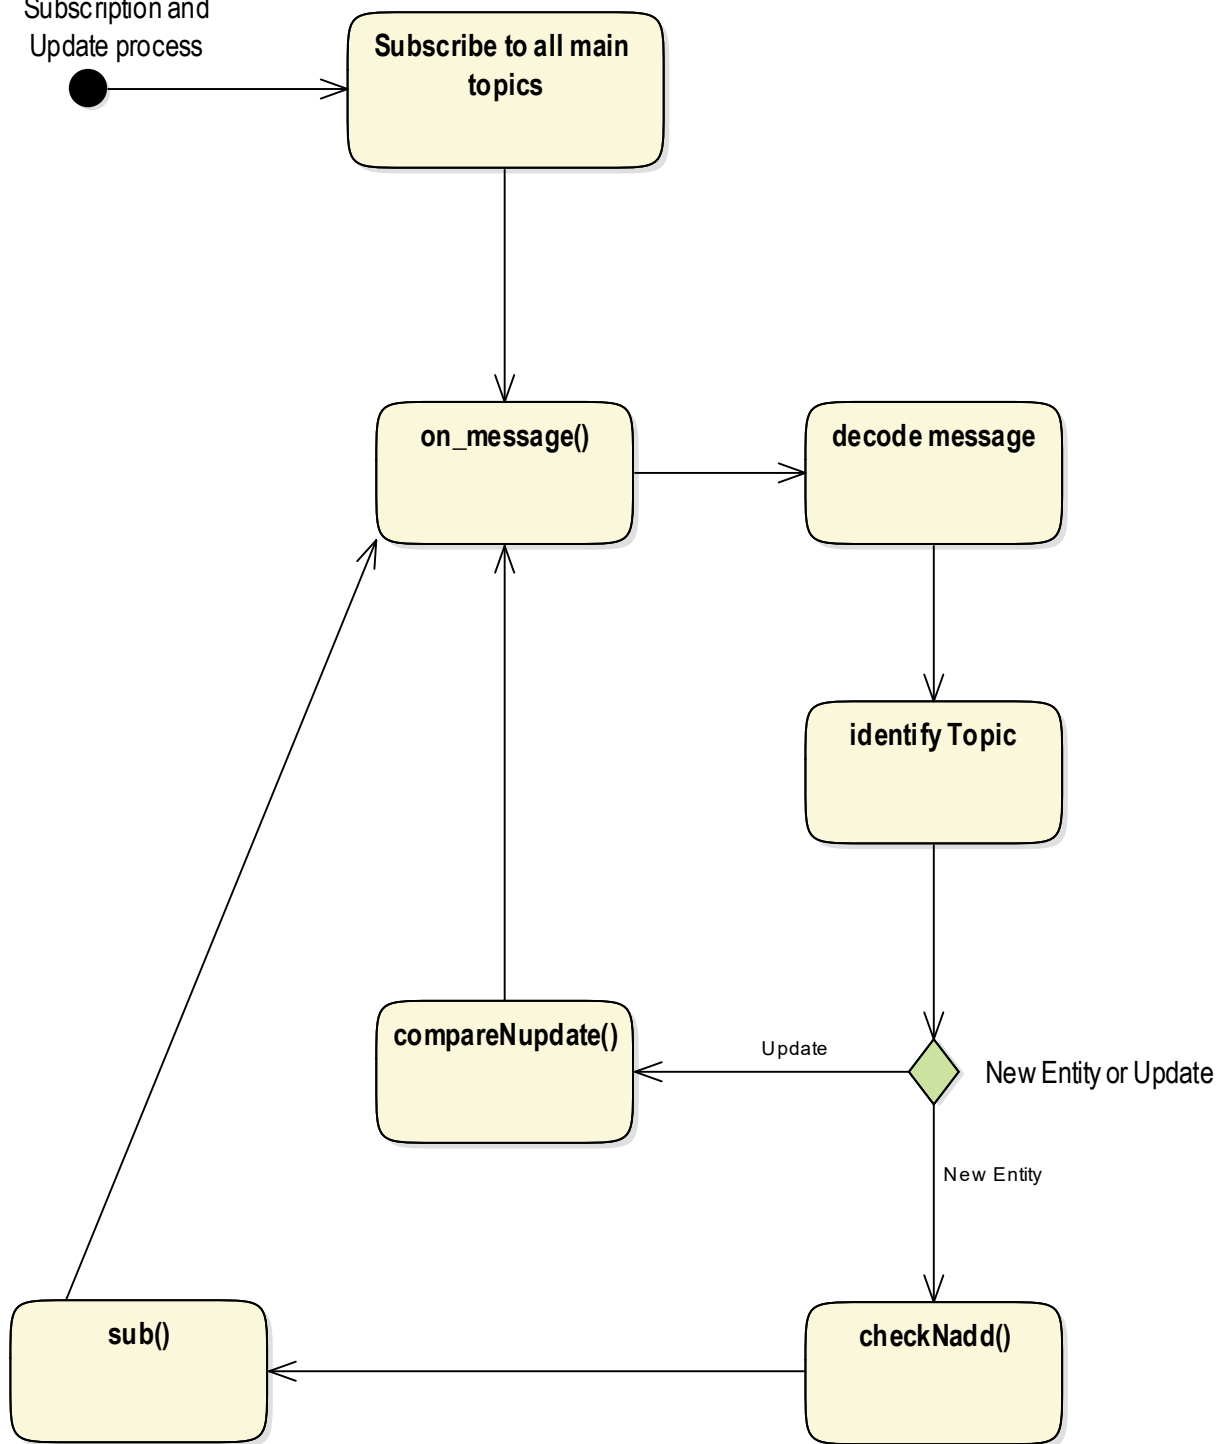 Subscription and
Update process
Subscribe to all main
topics
on_message()
decode message
identify Topic
compareNupdate()
Update
New Entity or Update
New Entity
sub()
checkNadd()